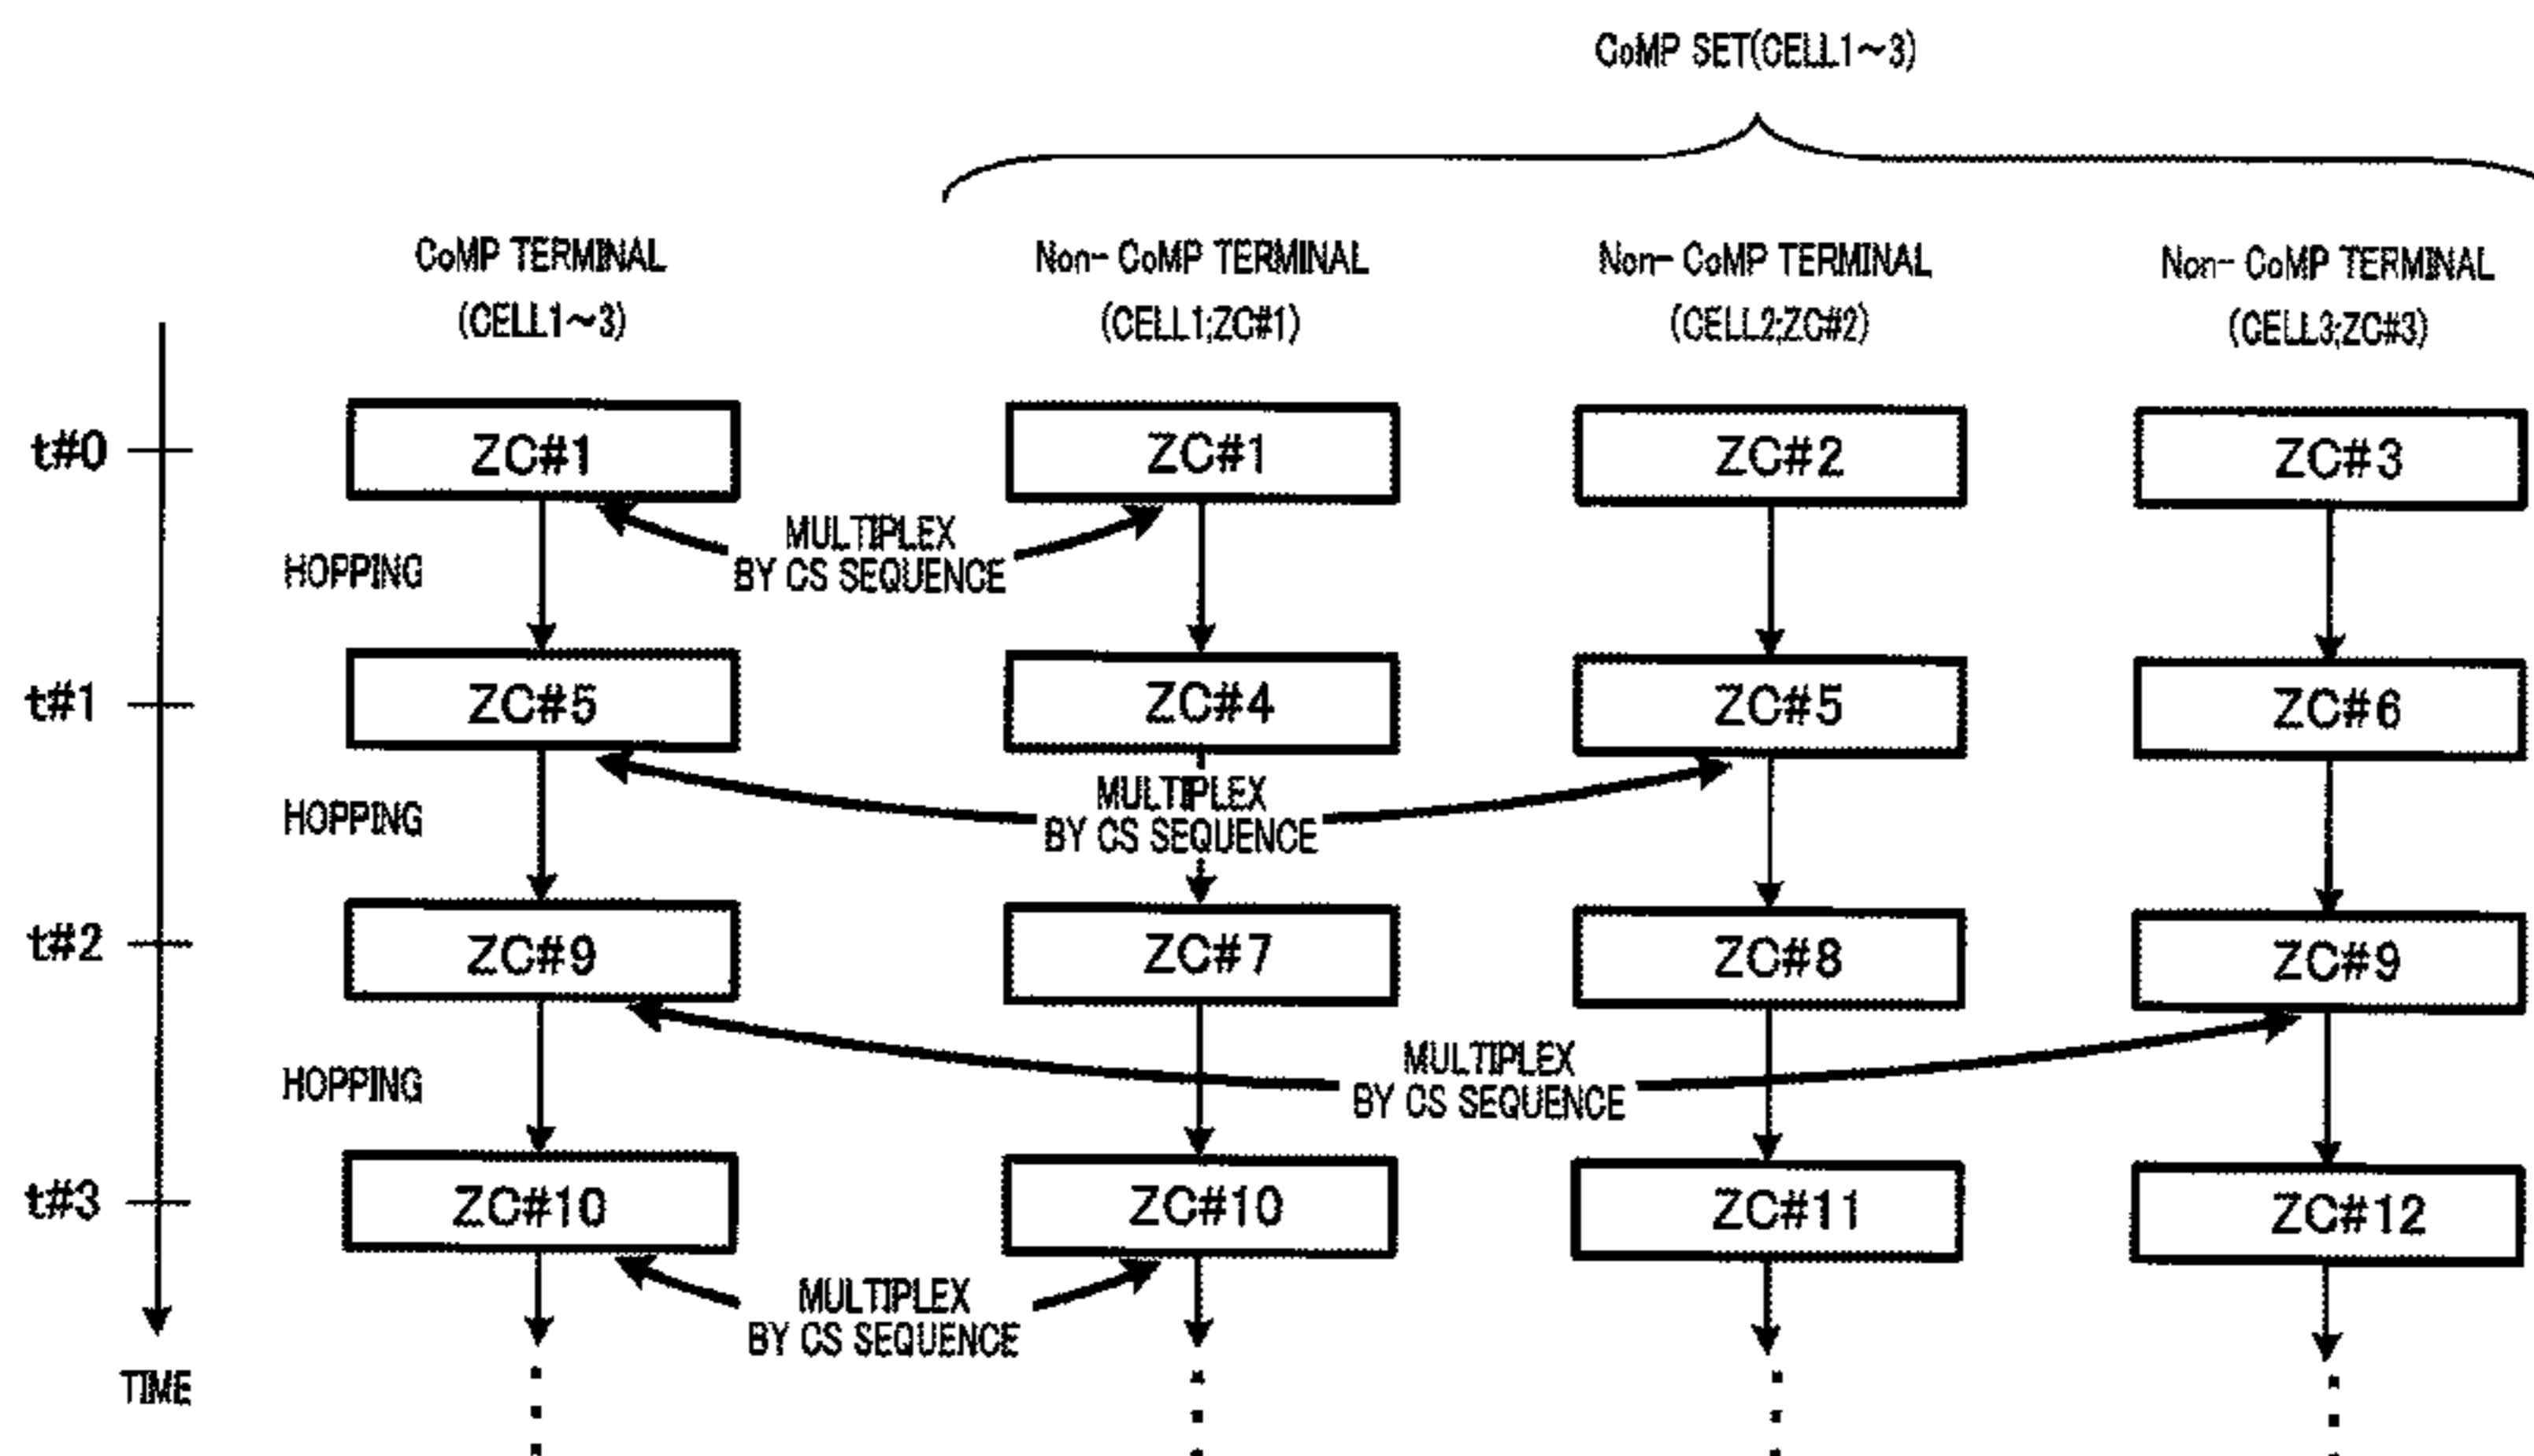 CoMP SET(CELL1~3)
CoMP TERMINAL
(CELL1~3)
Non- CoMP TERMINAL
(CELL1;ZC#1)
Non- CoMP TERMINAL
(CELL2;ZC#2)
Non- CoMP TERMINAL
(CELL3;ZC#3)
t#0
ZC#1
ZC#1
ZC#2
ZC#3
HOPPING
MULTIPLEX
BY CS SEQUENCE
t#1
ZC#5
ZC#4
ZC#5
ZC#6
HOPPING
MULTIPLEX
BY CS SEQUENCE
t#2
ZC#9
ZC#7
ZC#8
ZC#9
HOPPING
MULTIPLEX
BY CS SEQUENCE
t#3
ZC#10
ZC#10
ZC#11
ZC#12
MULTIPLEX
BY CS SEQUENCE
TIME